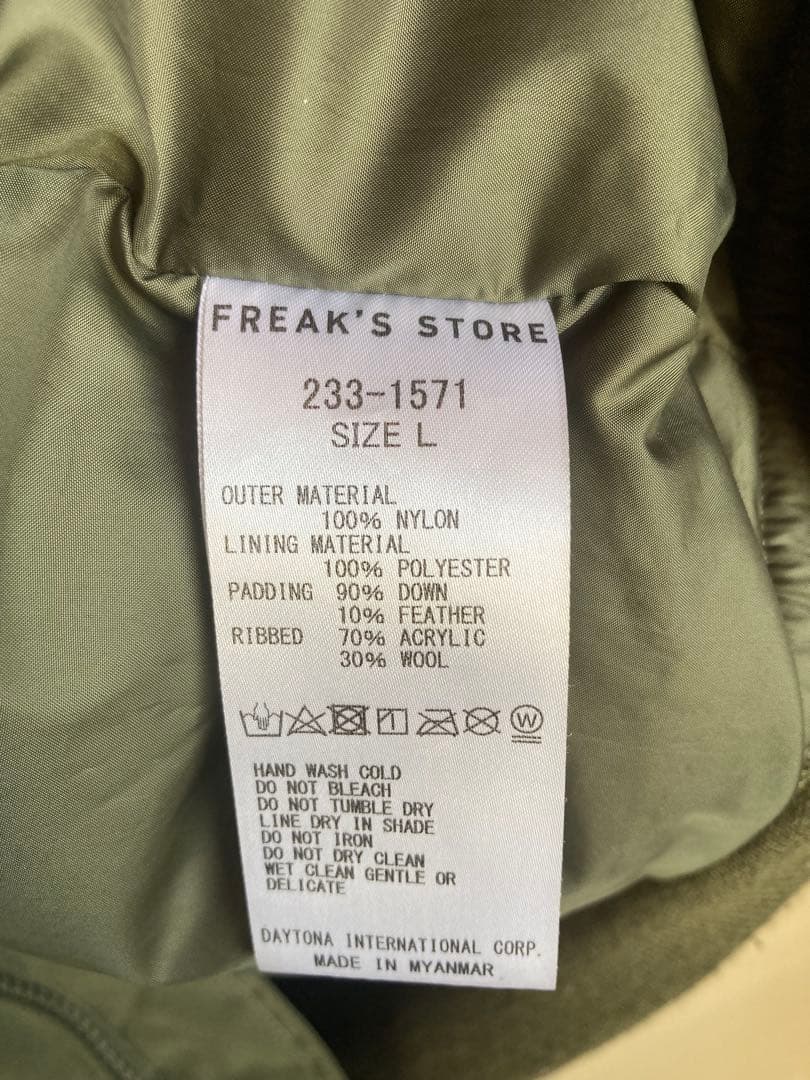 FREAK'S STORE
233-1571
SIZE L
OUTER MATERIAL
100% NYLON
LINING MATERIAL
100% POLYESTER
PADDING 90% DOWN
10% FEATHER
RIBBED 70% ACRYLIC
30% WOOL
W
HAND WASH COLD
DO NOT BLEACH
DO NOT TUMBLE DRY
LINE DRY IN SHADE
DO NOT IRON
DO NOT DRY CLEAN
WET CLEAN GENTLE OR
DELICATE
DAYTONA INTERNATIONAL CORP.
MADE IN MYANMAR